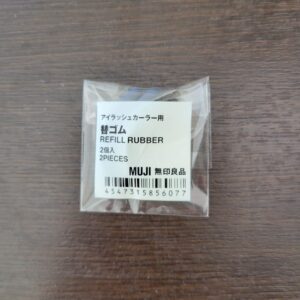 アイラッシュカーラー用
替ゴム
REFILL RUBBER
2個入
2PIECES
MUJI 無印良品
4547315856077